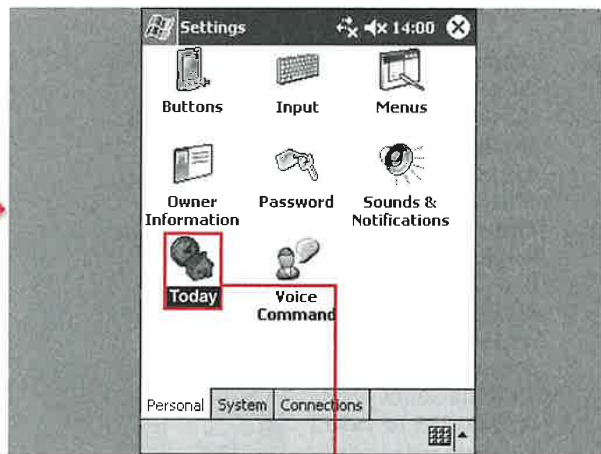 Settings 14:00
Buttons Input Menus
Owner Information Password Sounds & Notifications
Today Voice Command
Personal System Connections